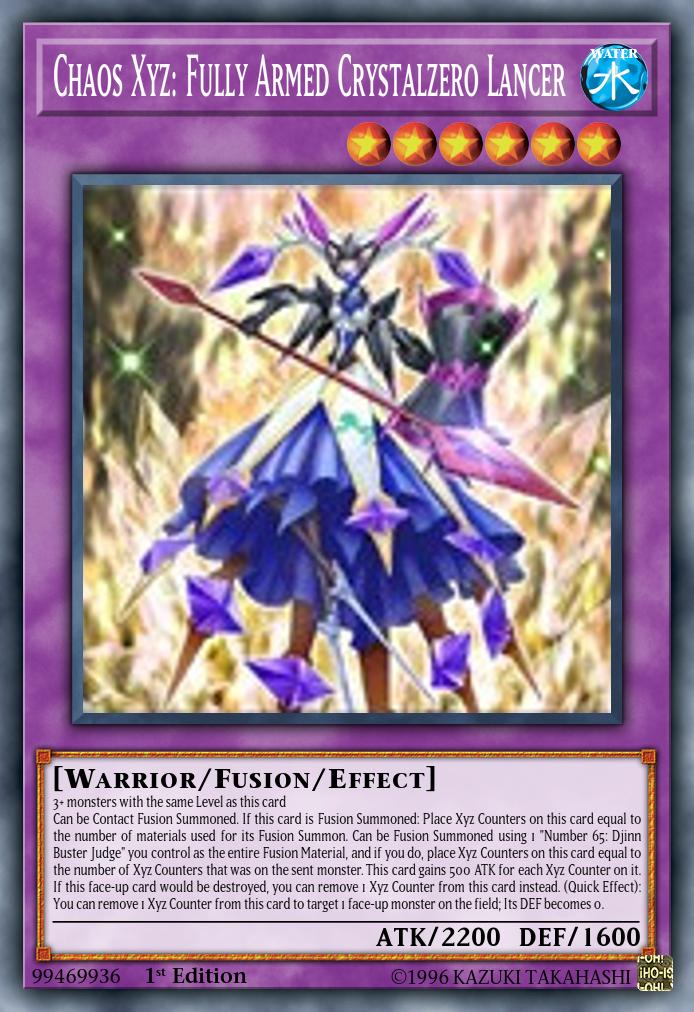 CHAOS XYZ: FULLY ARMED CRYSTALZERO LANCER
WATER
水
[WARRIOR/FUSION/EFFECT]
3+ monsters with the same Level as this card
Can be Contact Fusion Summoned. If this card is Fusion Summoned: Place Xyz Counters on this card equal to
the number of materials used for its Fusion Summon. Can be Fusion Summoned using 1 "Number 65: Djinn
Buster Judge" you control as the entire Fusion Material, and if you do, place Xyz Counters on this card equal to
the number of Xyz Counters that was on the sent monster. This card gains 500 ATK for each Xyz Counter on it.
If this face-up card would be destroyed, you can remove 1 Xyz Counter from this card instead. (Quick Effect):
You can remove 1 Xyz Counter from this card to target 1 face-up monster on the field; Its DEF becomes 0.
ATK/2200 DEF/1600
99469936 1st Edition ©1996 KAZUKI TAKAHASHI